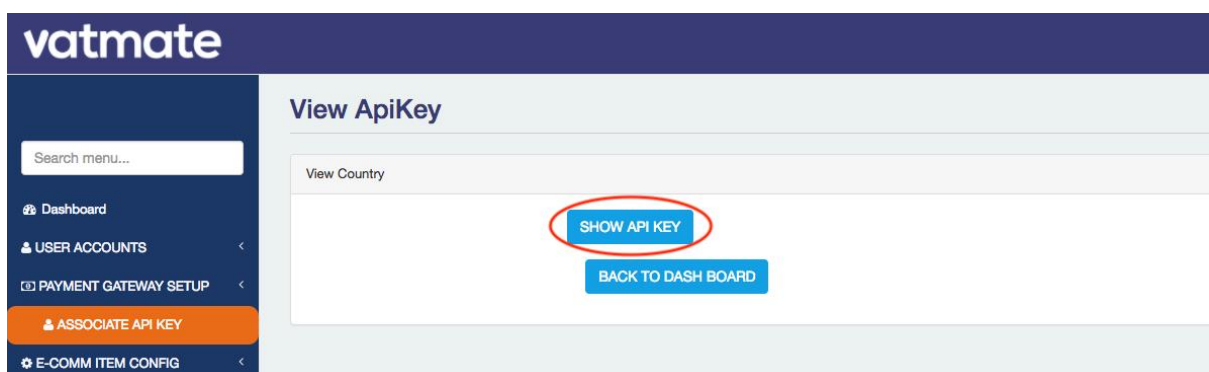 vatmate
Search menu...
Dashboard
USER ACCOUNTS
PAYMENT GATEWAY SETUP
ASSOCIATE API KEY
E-COMM ITEM CONFIG
View ApiKey
View Country
SHOW API KEY
BACK TO DASH BOARD